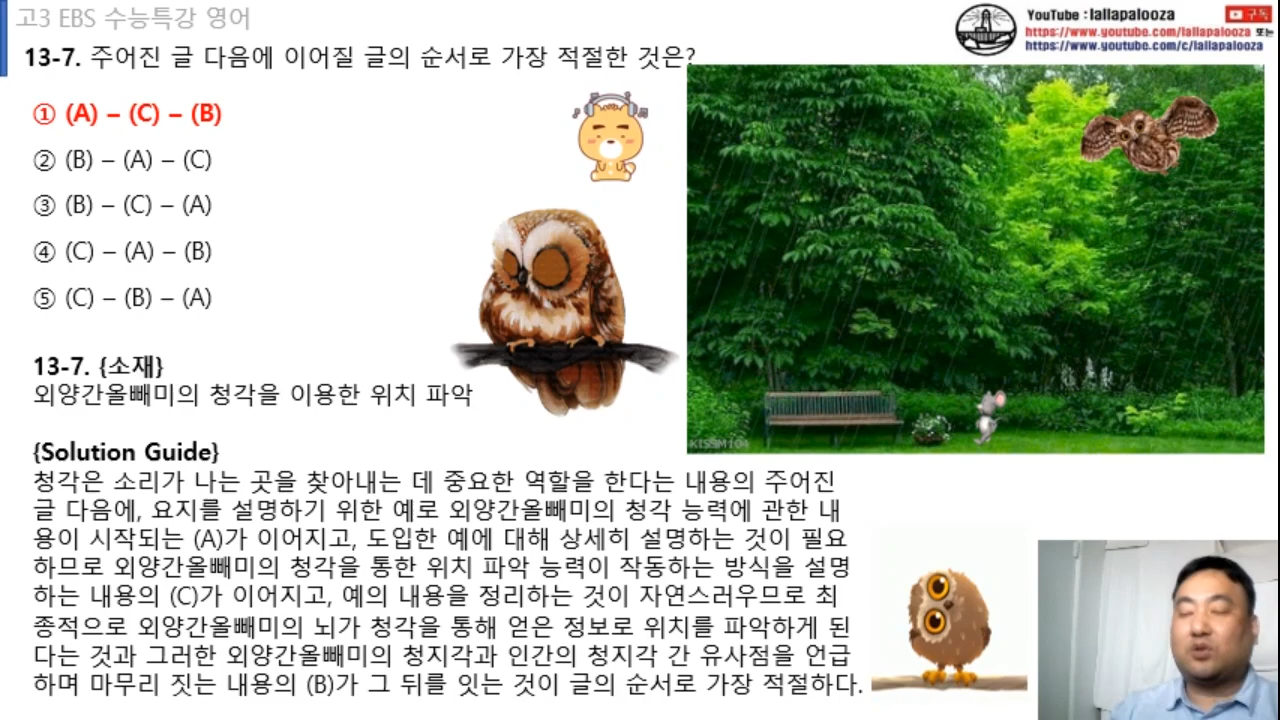 고3 EBS 수능특강 영어
YouTube : lallapalooza
구독
https://www.youtube.com/lallapalooza 또는
https://www.youtube.com/c/lallapalooza
13-7. 주어진 글 다음에 이어질 글의 순서로 가장 적절한 것은?
① (A) – (C) – (B)
② (B) – (A) – (C)
③ (B) – (C) – (A)
④ (C) – (A) – (B)
⑤ (C) – (B) – (A)
13-7. {소재}
외양간올빼미의 청각을 이용한 위치 파악
KISSM104
{Solution Guide}
청각은 소리가 나는 곳을 찾아내는 데 중요한 역할을 한다는 내용의 주어진
글 다음에, 요지를 설명하기 위한 예로 외양간올빼미의 청각 능력에 관한 내
용이 시작되는 (A)가 이어지고, 도입한 예에 대해 상세히 설명하는 것이 필요
하므로 외양간올빼미의 청각을 통한 위치 파악 능력이 작동하는 방식을 설명
하는 내용의 (C)가 이어지고, 예의 내용을 정리하는 것이 자연스러우므로 최
종적으로 외양간올빼미의 뇌가 청각을 통해 얻은 정보로 위치를 파악하게 된
다는 것과 그러한 외양간올빼미의 청지각과 인간의 청지각 간 유사점을 언급
하며 마무리 짓는 내용의 (B)가 그 뒤를 잇는 것이 글의 순서로 가장 적절하다.